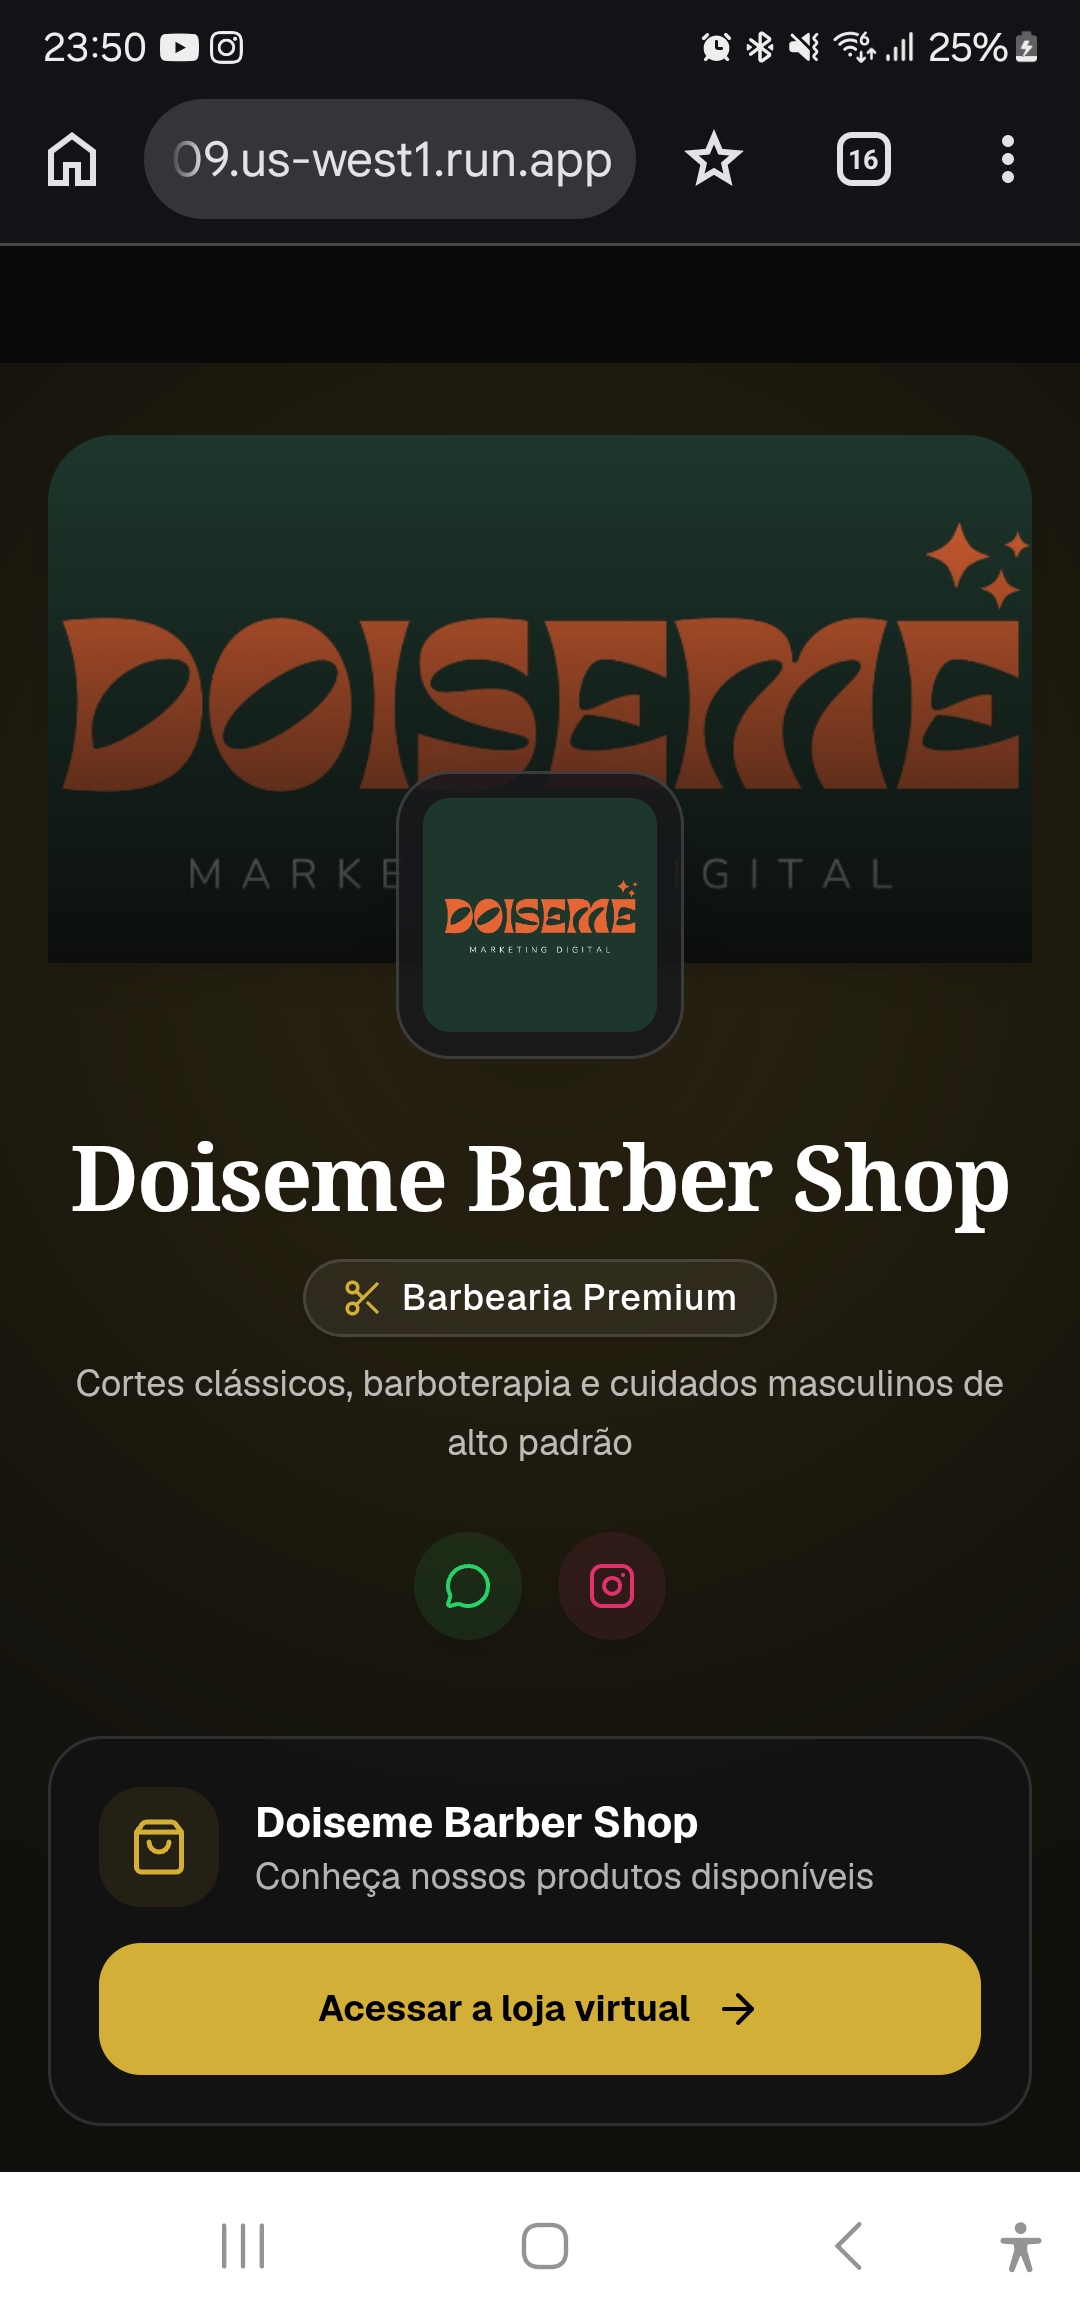 23:50
6
25%
09.us-west1.run.app
16
DOISEME
MARKE
GITAL
DOISEME
MARKETING DIGITAL
Doiseme Barber Shop
Barbearia Premium
Cortes clássicos, barboterapia e cuidados masculinos de
alto padrão
Doiseme Barber Shop
Conheça nossos produtos disponíveis
Acessar a loja virtual